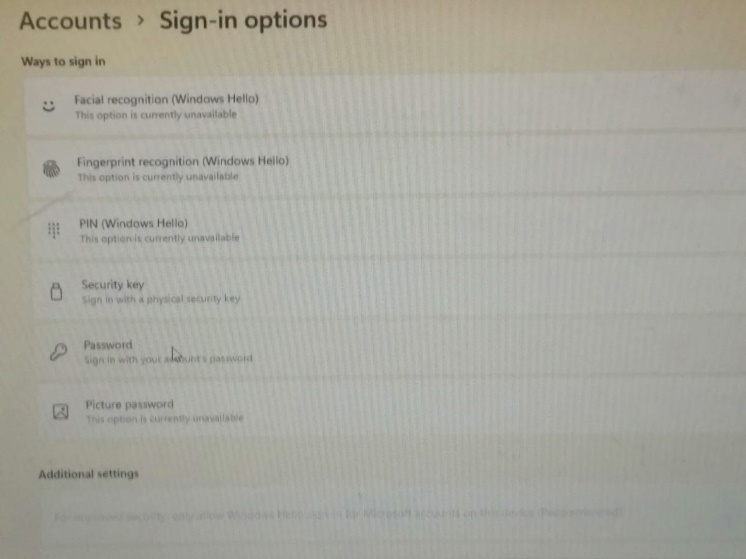 Accounts > Sign-in options
Ways to sign in
Facial recognition (Windows Hello)
This option is currently unavailable
Fingerprint recognition (Windows Hello)
This option is currently unavailable
PIN (Windows Hello)
This option is currently unavailable
Security key
Sign in with a physical security key
Password
Sign in with your account's password
Picture password
This option is currently unavailable
Additional settings
For improved security, only allow Windows Hello sign-in for Microsoft accounts on this device (Recommended)